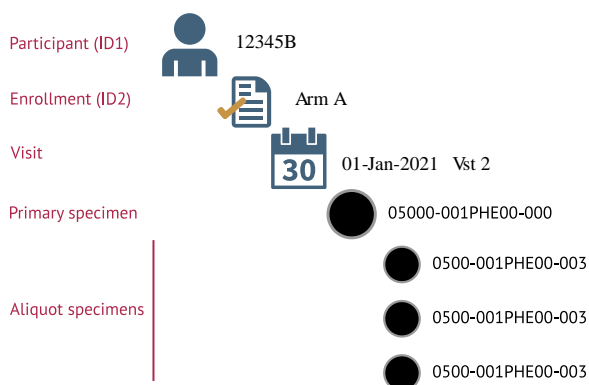 Participant (ID1) 12345B
Enrollment (ID2) Arm A
Visit 30 01-Jan-2021 Vst 2
Primary specimen 05000-001PHE00-000
0500-001PHE00-003
Aliquot specimens 0500-001PHE00-003
0500-001PHE00-003